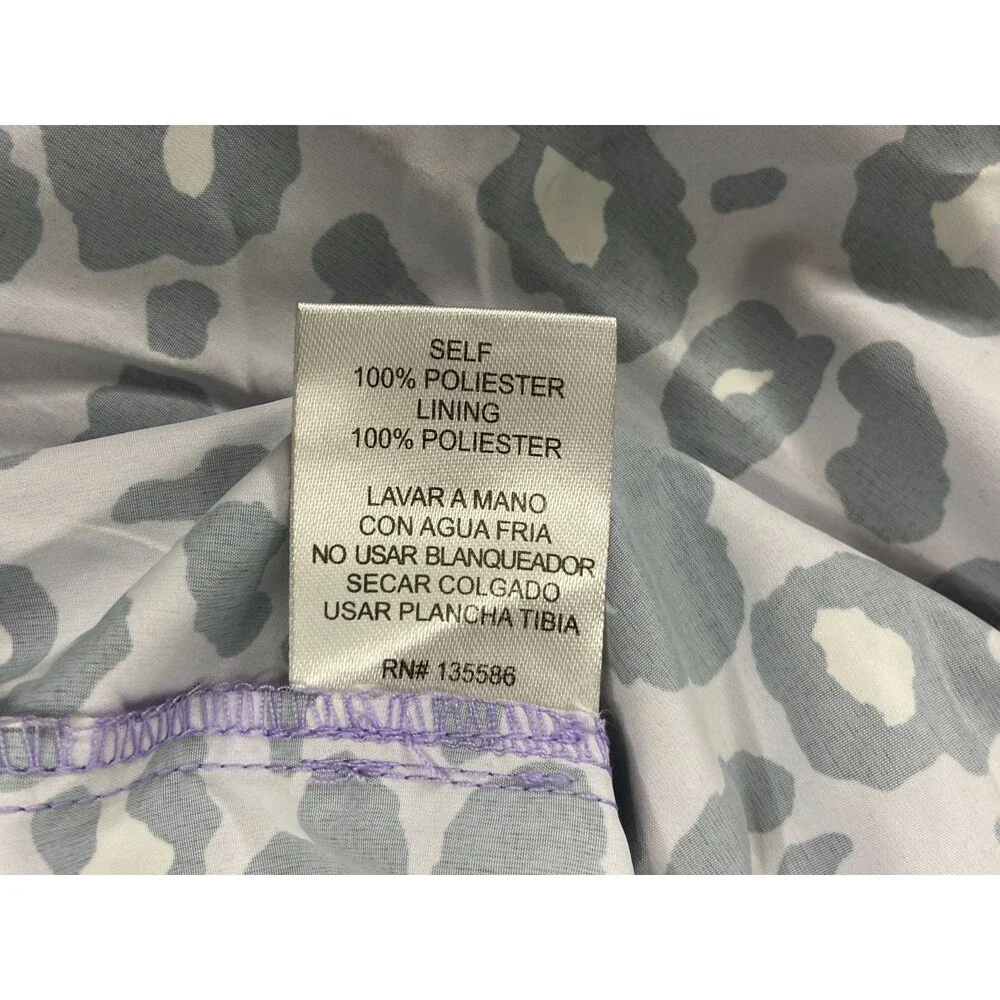 SELF
100% POLIESTER
LINING
100% POLIESTER
LAVAR A MANO
CON AGUA FRIA
NO USAR BLANQUEADOR
SECAR COLGADO
USAR PLANCHA TIBIA
RN# 135586